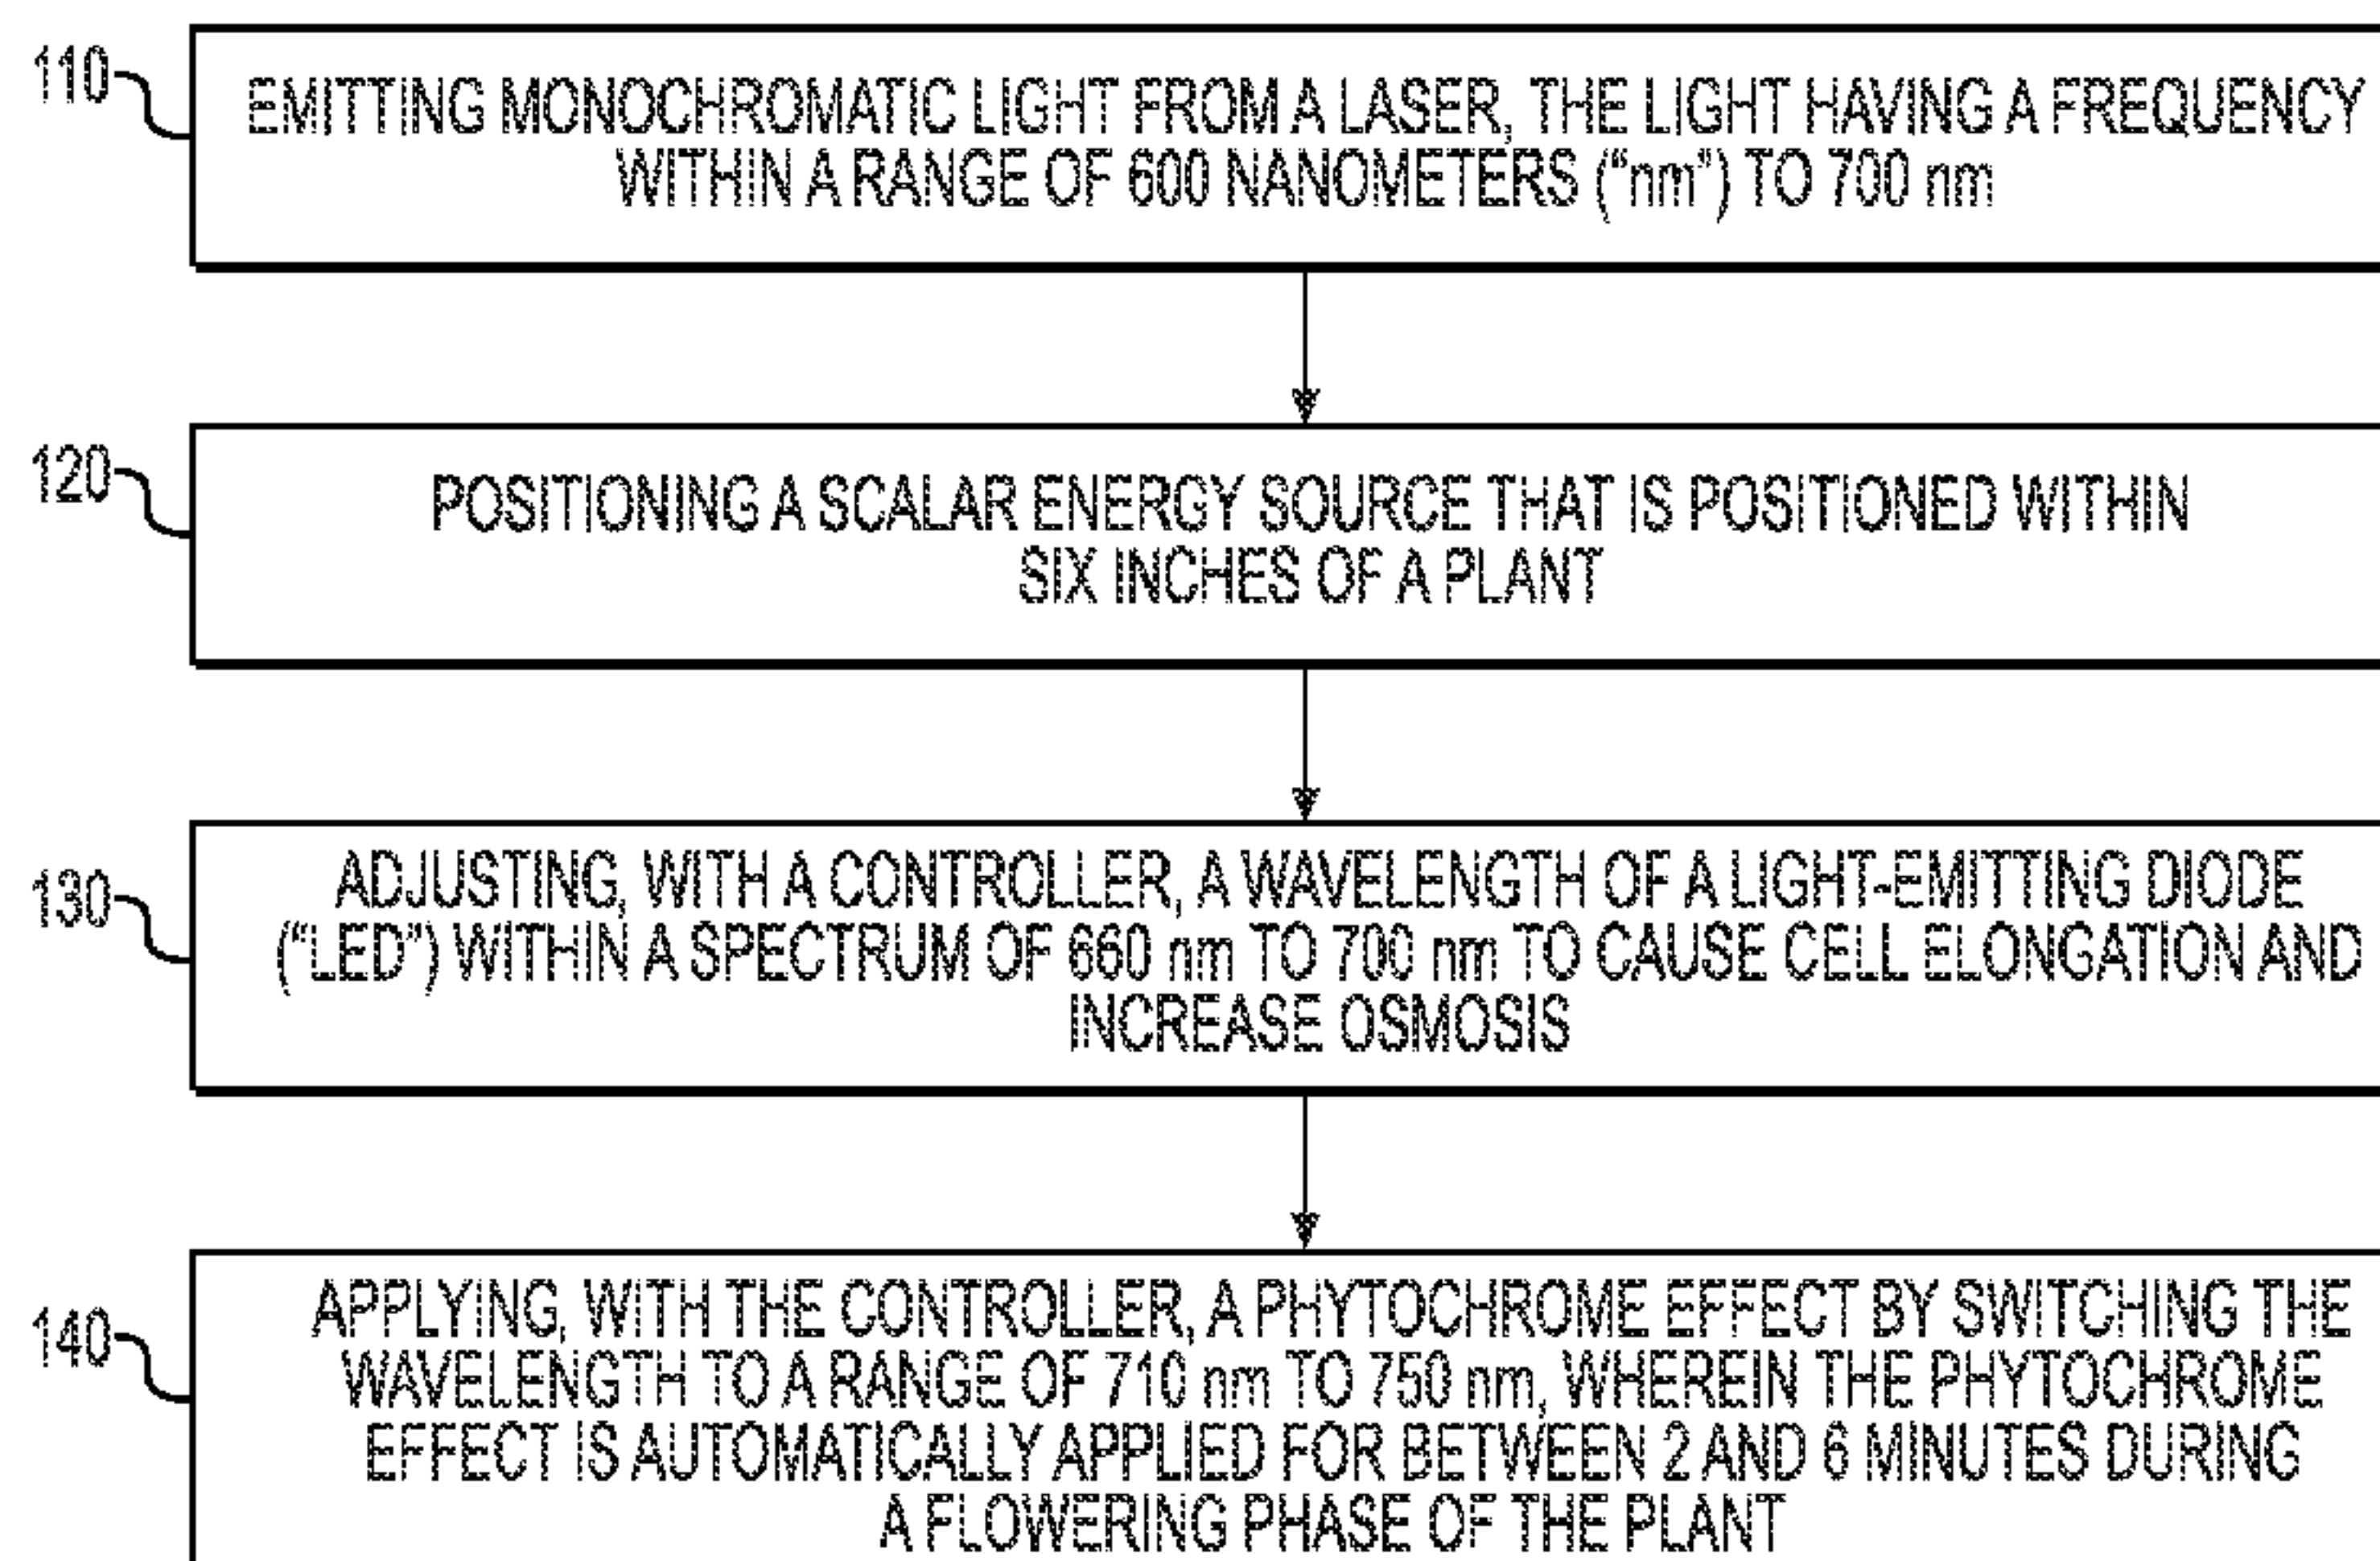 110
EMITTING MONOCHROMATIC LIGHT FROM A LASER, THE LIGHT HAVING A FREQUENCY
WITHIN A RANGE OF 600 NANOMETERS (“nm”) TO 700 nm
120
POSITIONING A SCALAR ENERGY SOURCE THAT IS POSITIONED WITHIN
SIX INCHES OF A PLANT
130
ADJUSTING, WITH A CONTROLLER, A WAVELENGTH OF A LIGHT-EMITTING DIODE
(“LED”) WITHIN A SPECTRUM OF 660 nm TO 700 nm TO CAUSE CELL ELONGATION AND
INCREASE OSMOSIS
140
APPLYING, WITH THE CONTROLLER, A PHYTOCHROME EFFECT BY SWITCHING THE
WAVELENGTH TO A RANGE OF 710 nm TO 750 nm, WHEREIN THE PHYTOCHROME
EFFECT IS AUTOMATICALLY APPLIED FOR BETWEEN 2 AND 6 MINUTES DURING
A FLOWERING PHASE OF THE PLANT